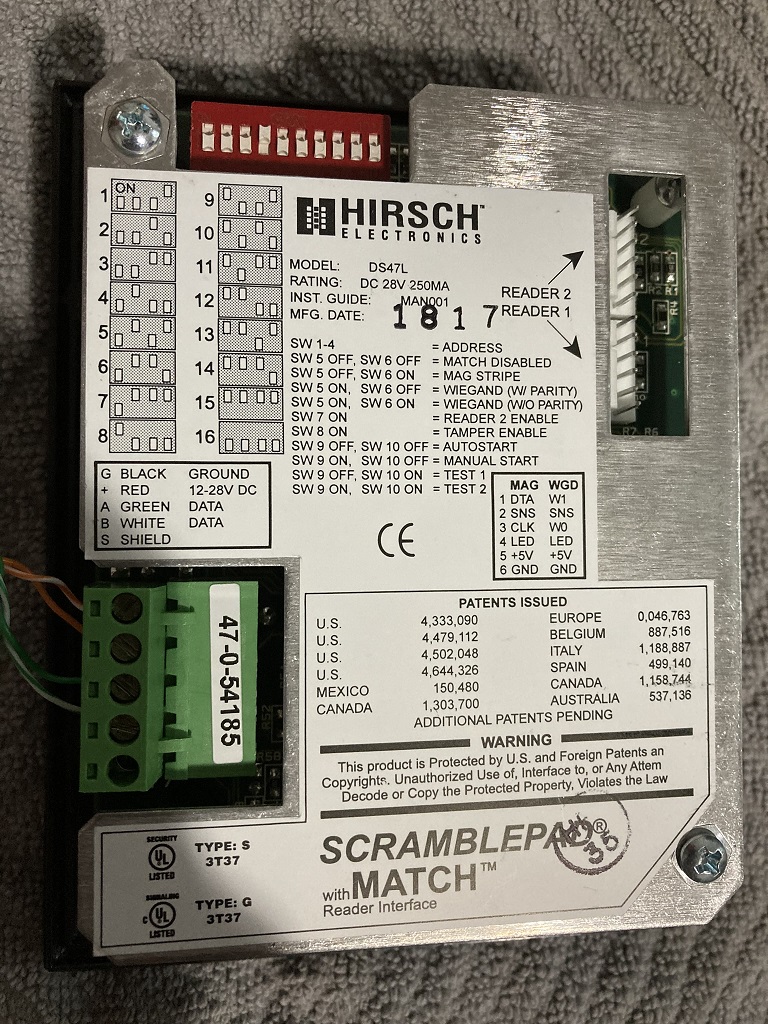 ON
1
2
3
4
5
6
7
8
9
10
11
12
13
14
15
16
HIRSCH™
ELECTRONICS
MODEL: DS47L
RATING: DC 28V 250MA
INST. GUIDE: MAN001
MFG. DATE: 1817
READER 2
READER 1
SW 1-4 = ADDRESS
SW 5 OFF, SW 6 OFF = MATCH DISABLED
SW 5 OFF, SW 6 ON = MAG STRIPE
SW 5 ON, SW 6 OFF = WIEGAND (W/ PARITY)
SW 5 ON, SW 6 ON = WIEGAND (W/O PARITY)
SW 7 ON = READER 2 ENABLE
SW 8 ON = TAMPER ENABLE
SW 9 OFF, SW 10 OFF = AUTOSTART
SW 9 ON, SW 10 OFF = MANUAL START
SW 9 OFF, SW 10 ON = TEST 1
SW 9 ON, SW 10 ON = TEST 2
G BLACK GROUND
+ RED 12-28V DC
A GREEN DATA
B WHITE DATA
S SHIELD
CE
MAG WGD
1 DTA W1
2 SNS SNS
3 CLK W0
4 LED LED
5 +5V +5V
6 GND GND
R2 R1
R4
R7 R6
47-0-54185
R52
R58
PATENTS ISSUED
U.S. 4,333,090
U.S. 4,479,112
U.S. 4,502,048
U.S. 4,644,326
MEXICO 150,480
CANADA 1,303,700
EUROPE 0,046,763
BELGIUM 887,516
ITALY 1,188,887
SPAIN 499,140
CANADA 1,158,744
AUSTRALIA 537,136
ADDITIONAL PATENTS PENDING
WARNING
This product is Protected by U.S. and Foreign Patents an
Copyrights. Unauthorized Use of, Interface to, or Any Attem
Decode or Copy the Protected Property, Violates the Law
SECURITY
UL
LISTED
TYPE: S
3T37
SIGNALING
C UL
LISTED
TYPE: G
3T37
SCRAMBLEPAD®
with MATCH™
Reader Interface
35